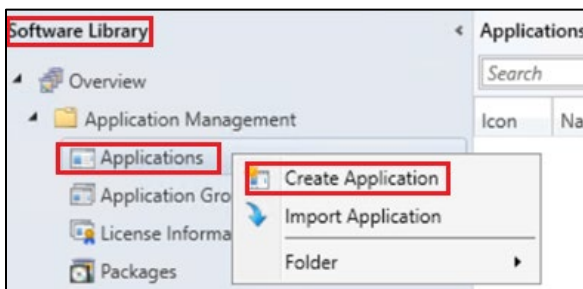 Software Library
Applications
Overview
Search
Application Management
Icon
Na
Applications
Create Application
Application Gro
Import Application
License Informa
Folder
Packages